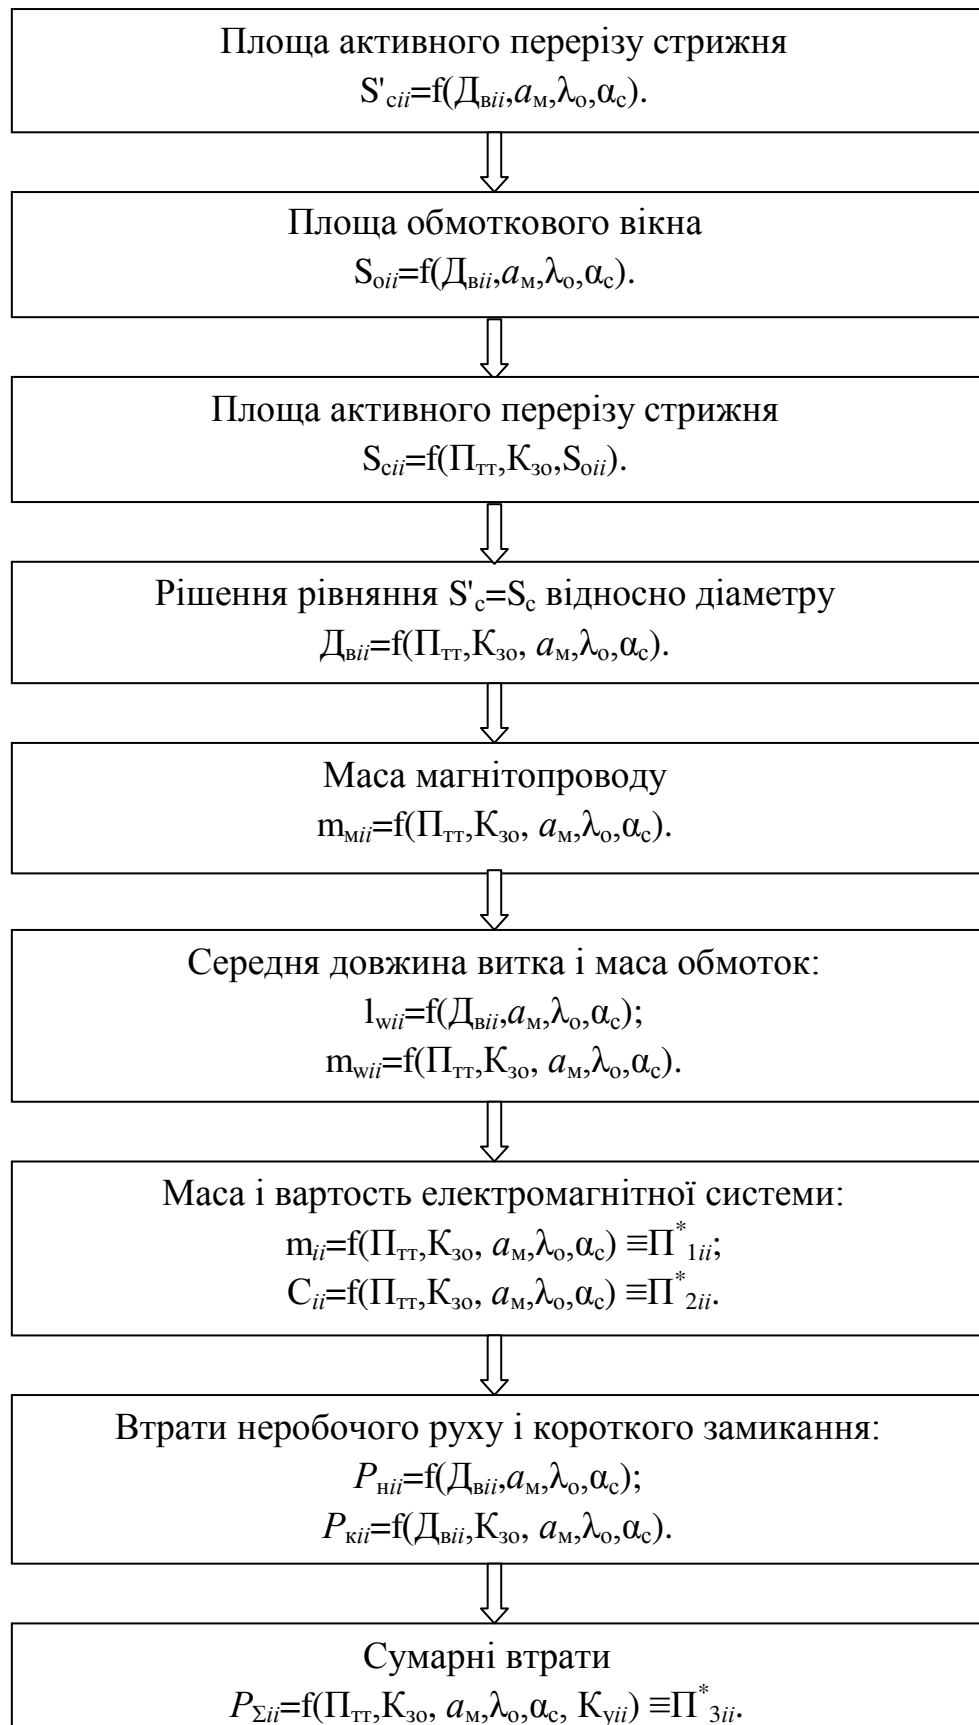 Площа активного перерізу стрижня
S'cii=f(Двii,aм,λо,αс).
Площа обмоткового вікна
Sоii=f(Двii,aм,λо,αс).
Площа активного перерізу стрижня
Scii=f(Птт,Кзо,Sоii).
Рішення рівняння S'с=Sс відносно діаметру
Двii=f(Птт,Кзо, aм,λо,αс).
Маса магнітопроводу
mмii=f(Птт,Кзо, aм,λо,αс).
Середня довжина витка і маса обмоток:
lwii=f(Двii,aм,λо,αс);
mwii=f(Птт,Кзо, aм,λо,αс).
Маса і вартость електромагнітної системи:
mii=f(Птт,Кзо, aм,λо,αс) ≡П*1ii;
Сii=f(Птт,Кзо, aм,λо,αс) ≡П*2ii.
Втрати неробочого руху і короткого замикання:
Pнii=f(Двii,aм,λо,αс);
Pкii=f(Двii,Кзо, aм,λо,αс).
Сумарні втрати
PΣii=f(Птт,Кзо, aм,λо,αс, Куii) ≡П*3ii.